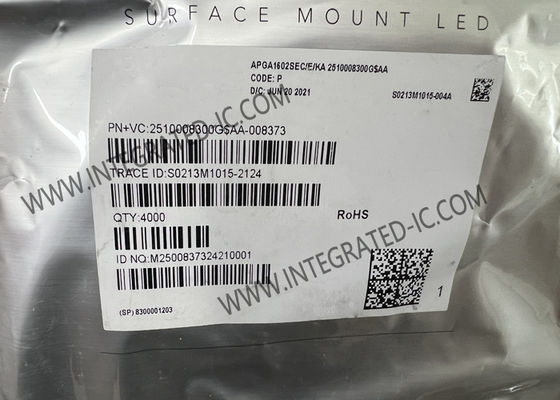 SURFACE MOUNT LED
APGA1602SEC/E/KA 2510008300G$AA
CODE: P
D/C: JUN 20 2021
S0213M1015-004A
PN+VC:2510008300G$AA-008373
TRACE ID:S0213M1015-2124
QTY:4000
RoHS
ID NO:M2500837324210001
(SP) 8300001203
1
WWW.INTEGRATED-IC.COM
WWW.INTEGRATED-IC.COM
WWW.INTEGRATED-IC.COM